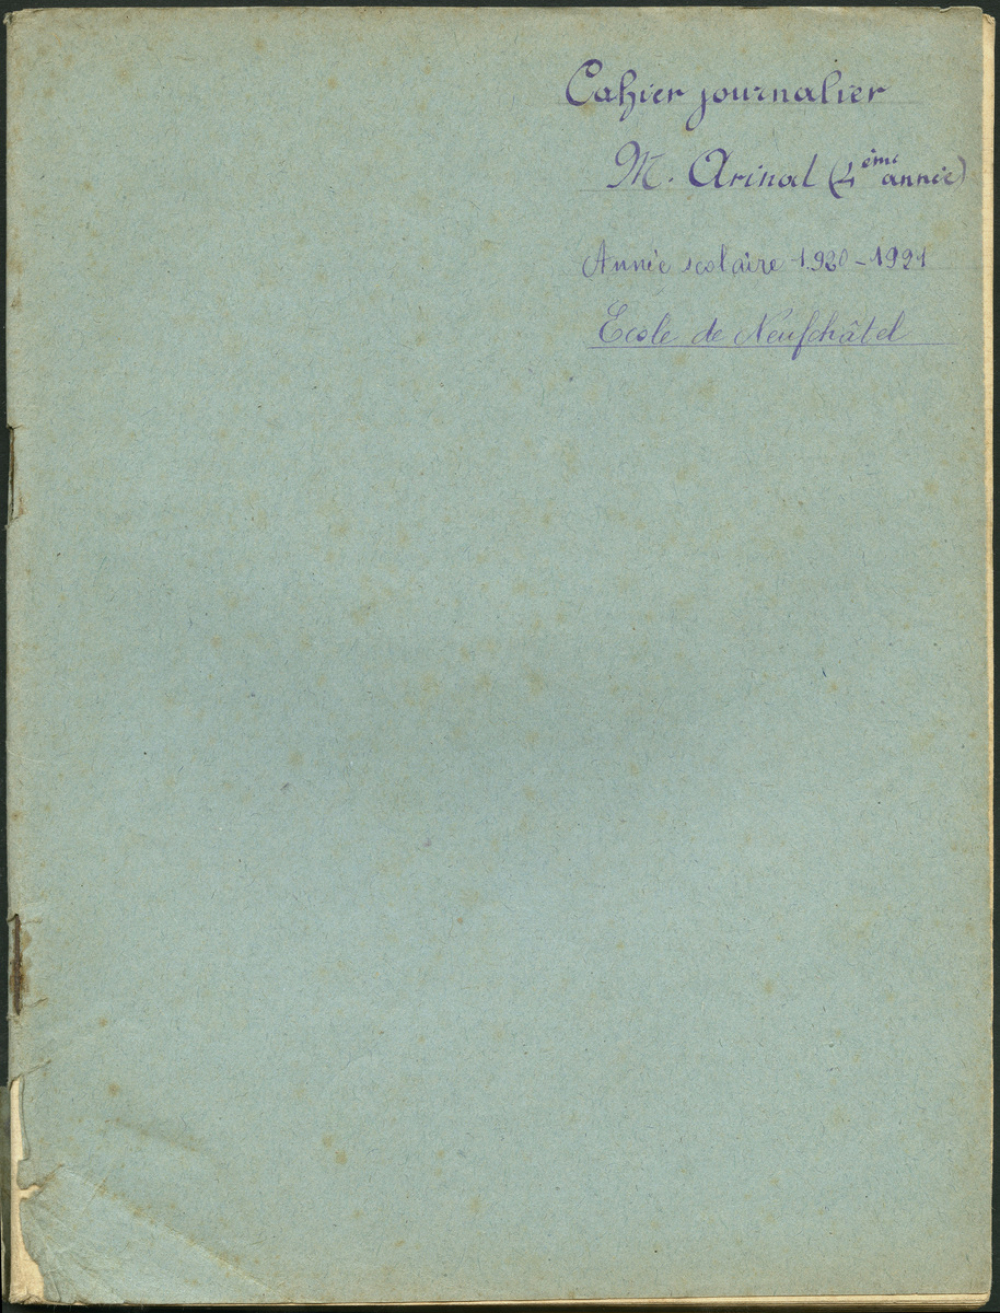 Cahier journalier
M. Arinal (4ème année)
Année scolaire 1920-1921
Ecole de Neufchâtel